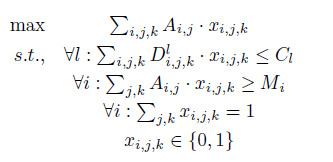 max ∑_{i,j,k} A_{i,j} · x_{i,j,k}
s.t., ∀l : ∑_{i,j,k} D^l_{i,j,k} · x_{i,j,k} ≤ C_l
∀i : ∑_{j,k} A_{i,j} · x_{i,j,k} ≥ M_i
∀i : ∑_{j,k} x_{i,j,k} = 1
x_{i,j,k} ∈ {0,1}